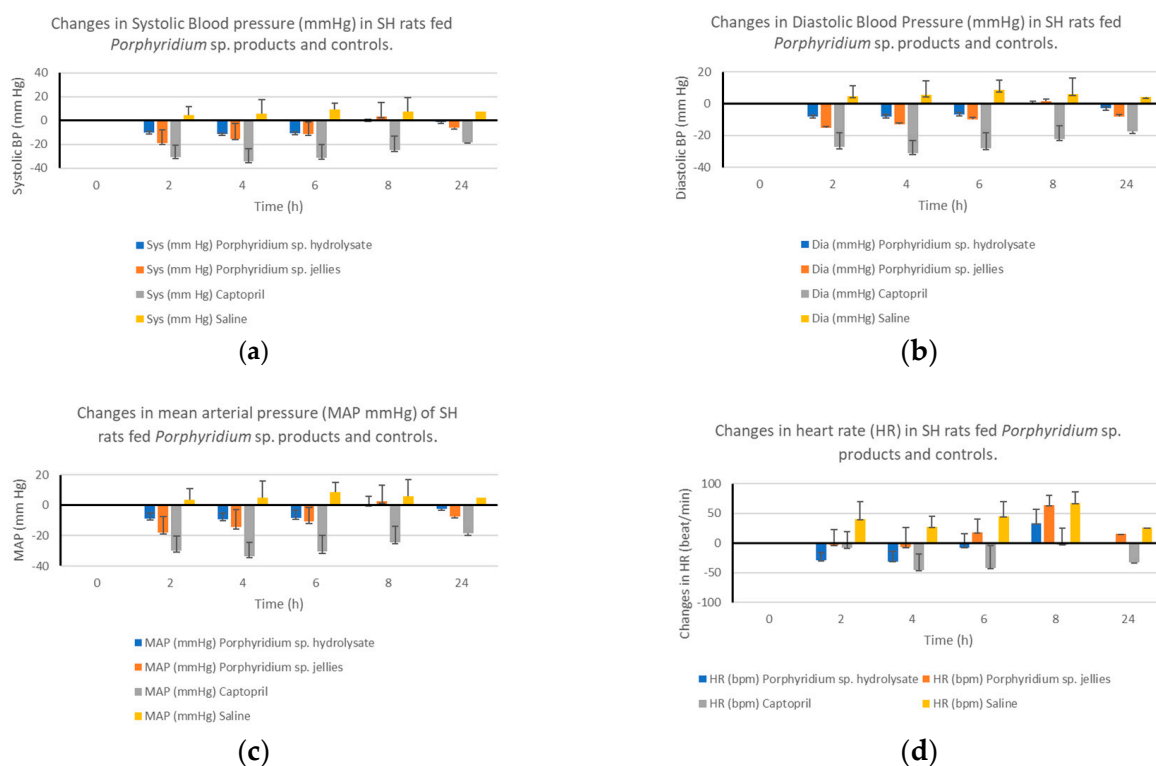 Changes in Systolic Blood pressure (mmHg) in SH rats fed
Porphyridium sp. products and controls.
Systolic BP (mm Hg)
40
20
0
-20
-40
0
2
4
6
8
24
Time (h)
Sys (mm Hg) Porphyridium sp. hydrolysate
Sys (mm Hg) Porphyridium sp. jellies
Sys (mm Hg) Captopril
Sys (mm Hg) Saline
(a)
Changes in Diastolic Blood Pressure (mmHg) in SH rats fed
Porphyridium sp. products and controls.
Diastolic BP (mm Hg)
20
0
-20
-40
0
2
4
6
8
24
Time (h)
Dia (mmHg) Porphyridium sp. hydrolysate
Dia (mmHg) Porphyridium sp. jellies
Dia (mmHg) Captopril
Dia (mmHg) Saline
(b)
Changes in mean arterial pressure (MAP mmHg) of SH
rats fed Porphyridium sp. products and controls.
MAP (mm Hg)
20
0
-20
-40
0
2
4
6
8
24
Time (h)
MAP (mmHg) Porphyridium sp. hydrolysate
MAP (mmHg) Porphyridium sp. jellies
MAP (mmHg) Captopril
MAP (mmHg) Saline
(c)
Changes in heart rate (HR) in SH rats fed Porphyridium sp.
products and controls.
Changes in HR (beat/min)
100
50
0
-50
-100
0
2
4
6
8
24
Time (h)
HR (bpm) Porphyridium sp. hydrolysate
HR (bpm) Porphyridium sp. jellies
HR (bpm) Captopril
HR (bpm) Saline
(d)